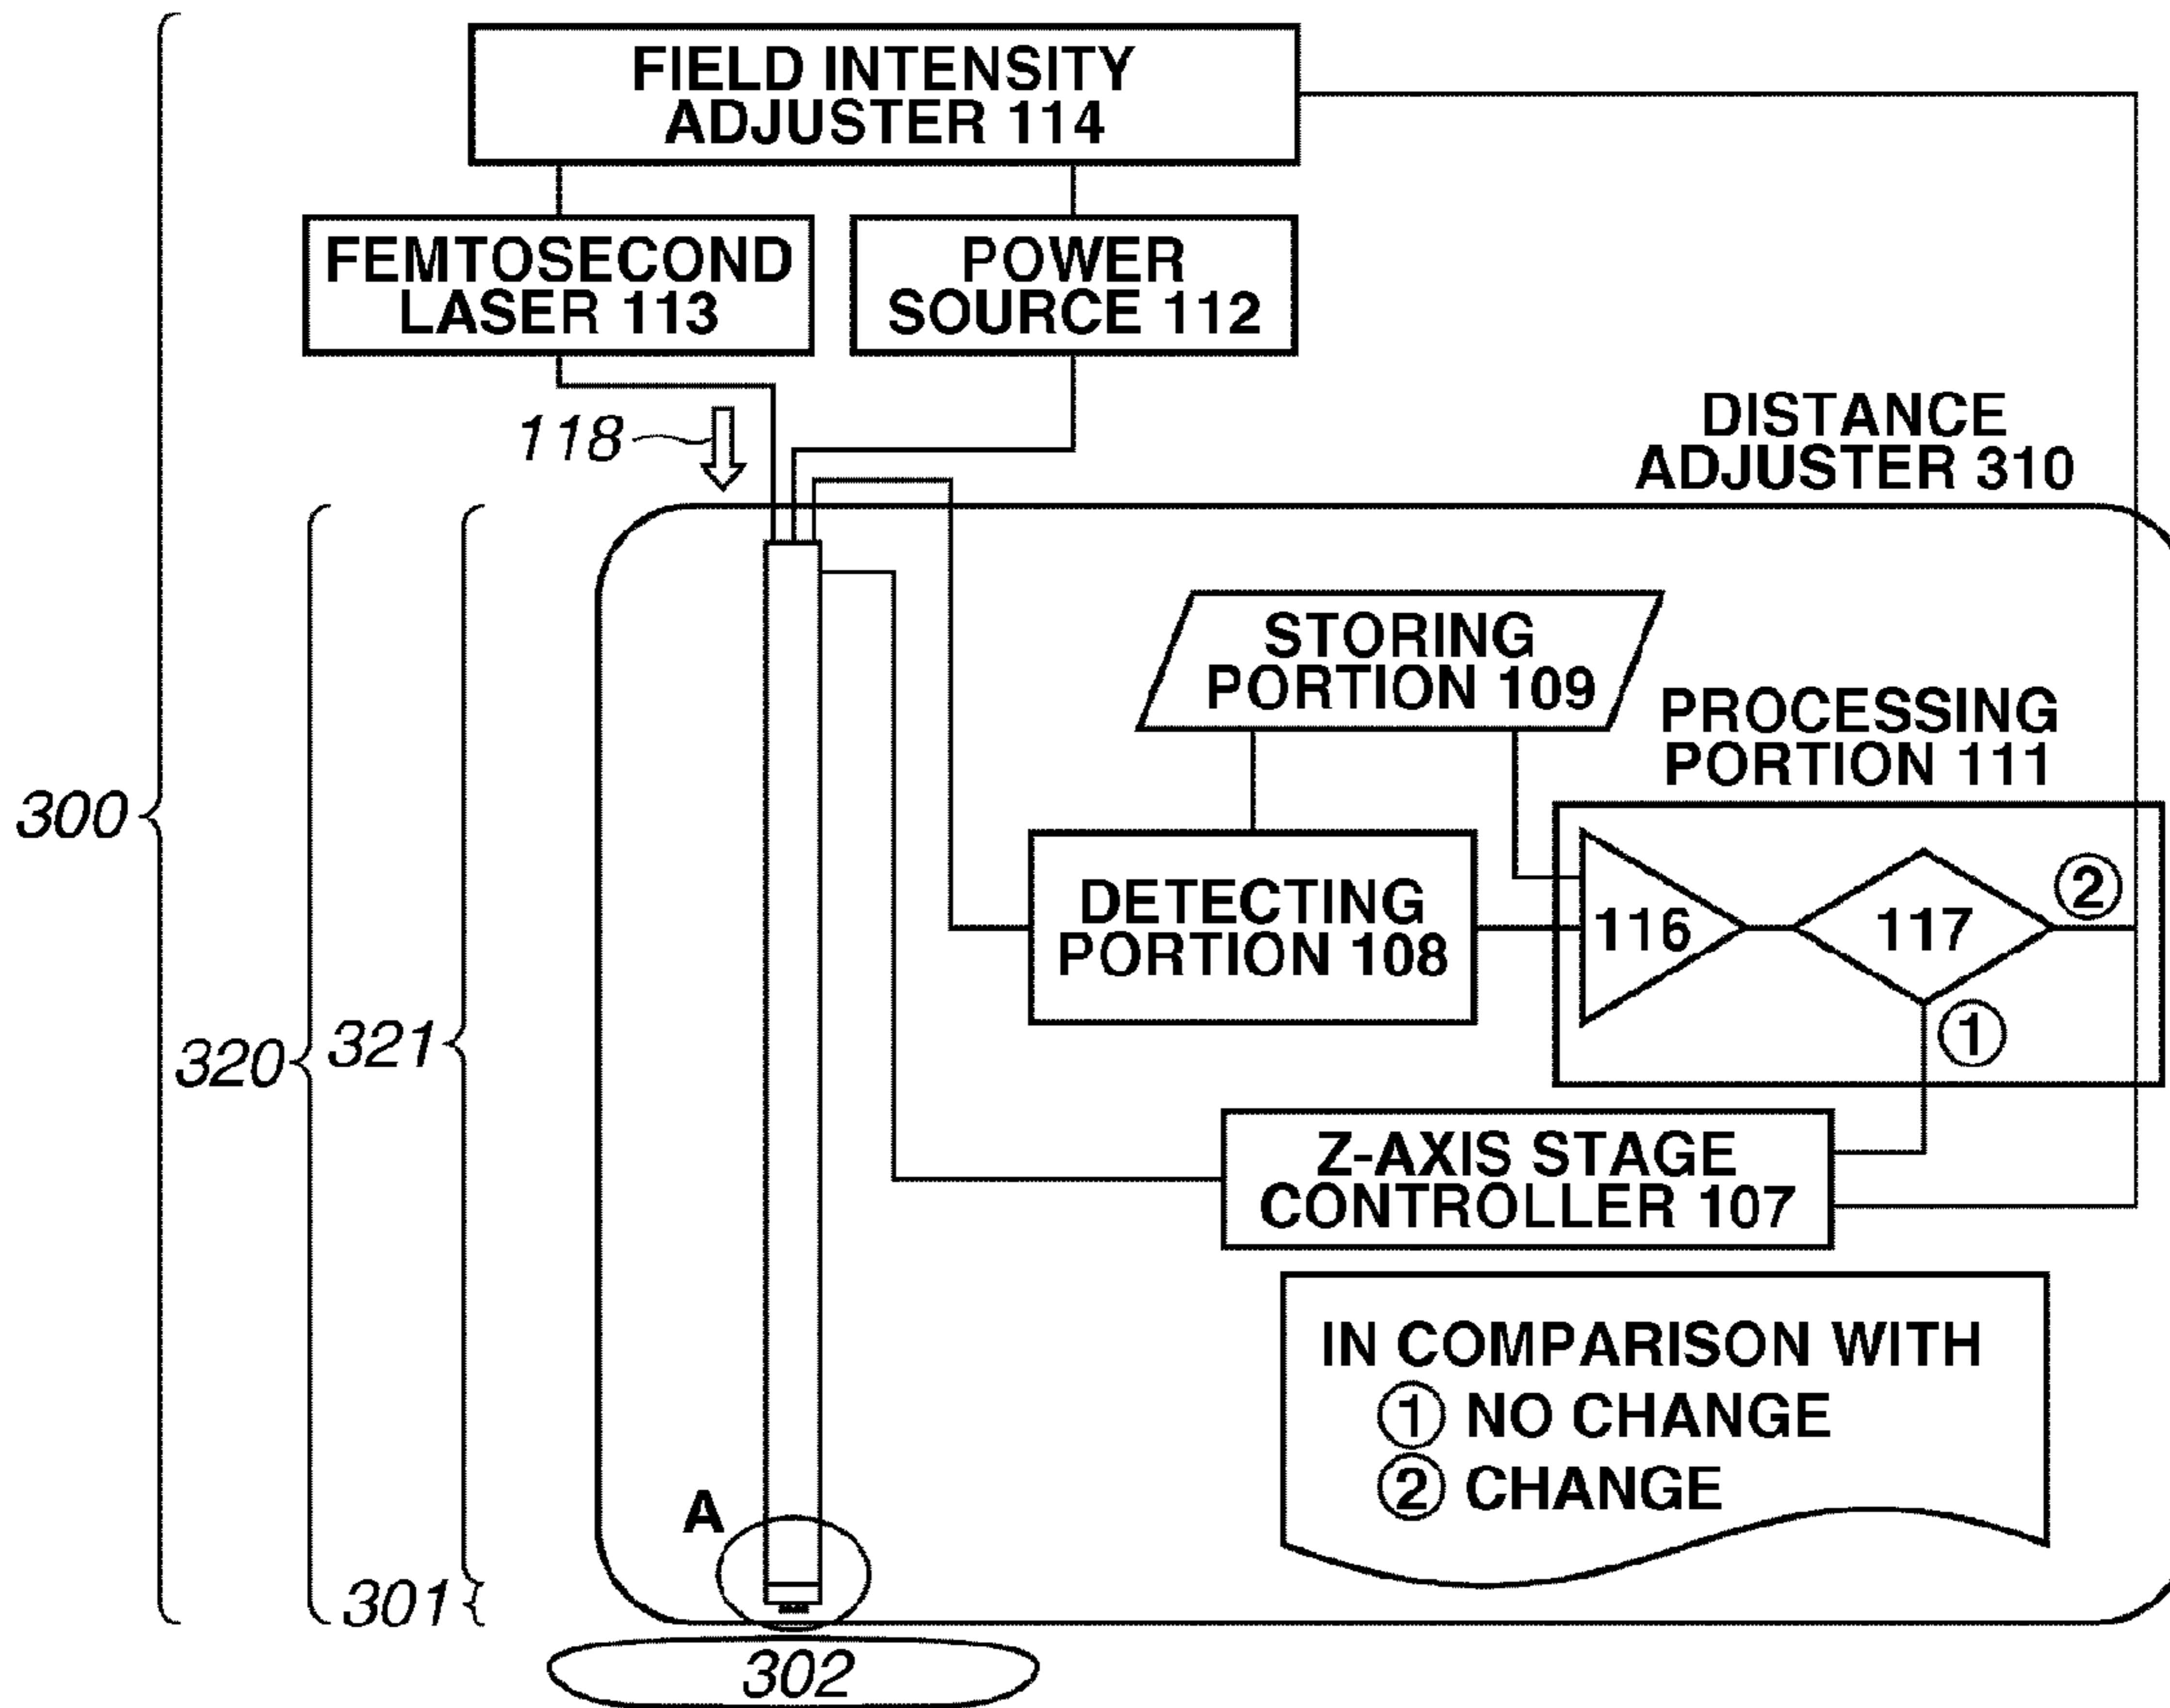 FIELD INTENSITY
ADJUSTER 114
FEMTOSECOND
LASER 113
POWER
SOURCE 112
118
DISTANCE
ADJUSTER 310
STORING
PORTION 109
PROCESSING
PORTION 111
300
DETECTING
PORTION 108
116
117
2
1
320
321
Z-AXIS STAGE
CONTROLLER 107
IN COMPARISON WITH
1 NO CHANGE
2 CHANGE
A
301
302